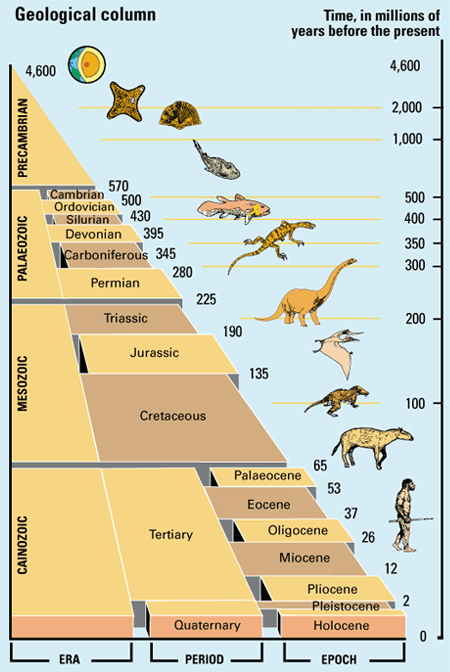 Geological column
Time, in millions of
years before the present
4,600
4,600
2,000
1,000
PRECAMBRIAN
570
Cambrian
500
500
Ordovician
430
Silurian
400
395
Devonian
350
345
Carboniferous
300
280
Permian
PALAEOZOIC
225
Triassic
200
190
Jurassic
135
MESOZOIC
100
Cretaceous
65
Palaeocene
53
Eocene
37
Oligocene
26
CAINOZOIC
Tertiary
Miocene
12
Pliocene
2
Pleistocene
Quaternary
Holocene
0
ERA
PERIOD
EPOCH